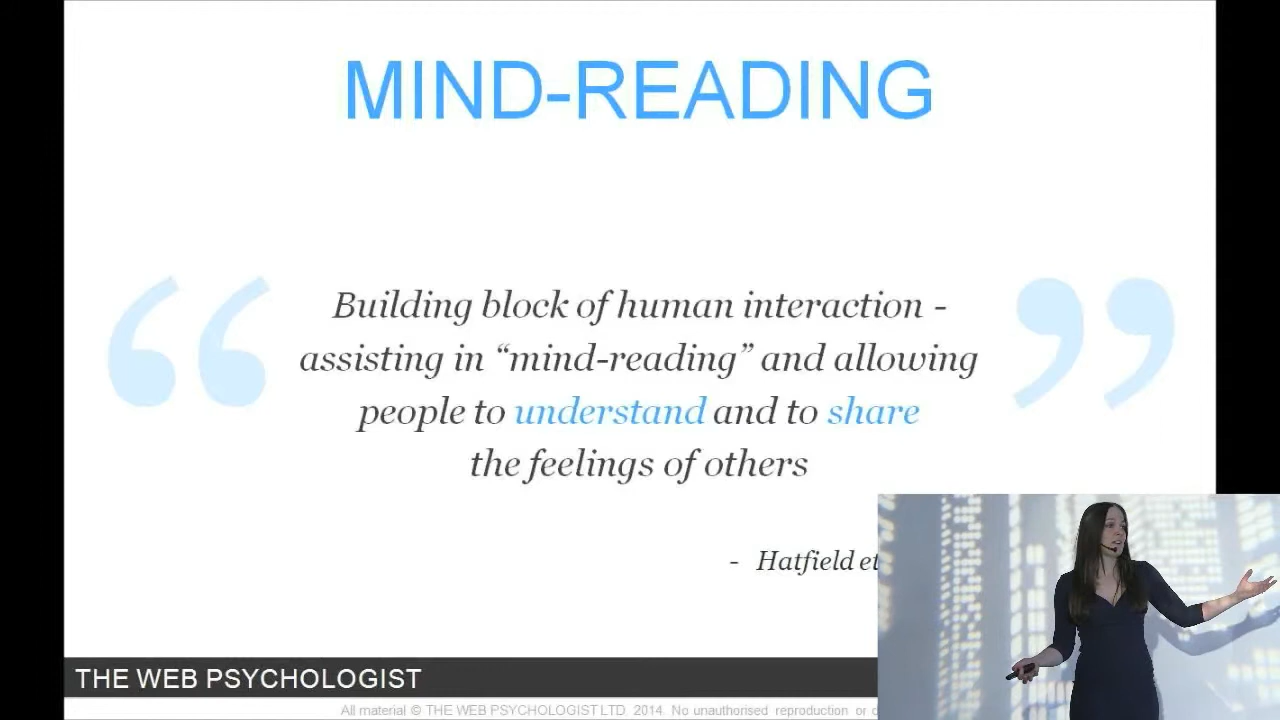 MIND-READING
Building block of human interaction -
assisting in “mind-reading” and allowing
people to understand and to share
the feelings of others
- Hatfield et
THE WEB PSYCHOLOGIST
All material © THE WEB PSYCHOLOGIST LTD. 2014. No unauthorised reproduction or